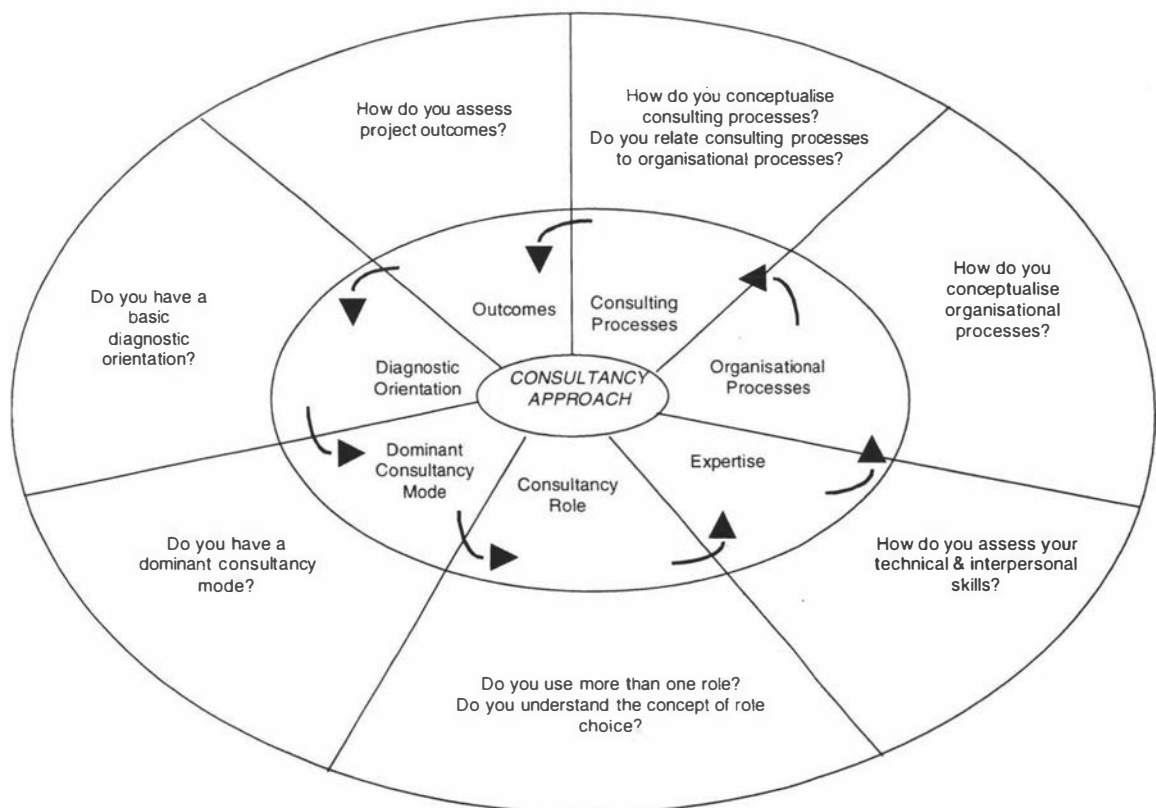 How do you assess
project outcomes?
How do you conceptualise
consulting processes?
Do you relate consulting processes
to organisational processes?
Do you have a
basic
diagnostic
orientation?
How do you
conceptualise
organisational
processes?
Outcomes
Consulting
Processes
Diagnostic
Orientation
CONSULTANCY
APPROACH
Organisational
Processes
Dominant
Consultancy
Mode
Consultancy
Role
Expertise
Do you have a
dominant consultancy
mode?
How do you assess your
technical & interpersonal
skills?
Do you use more than one role?
Do you understand the concept of role
choice?